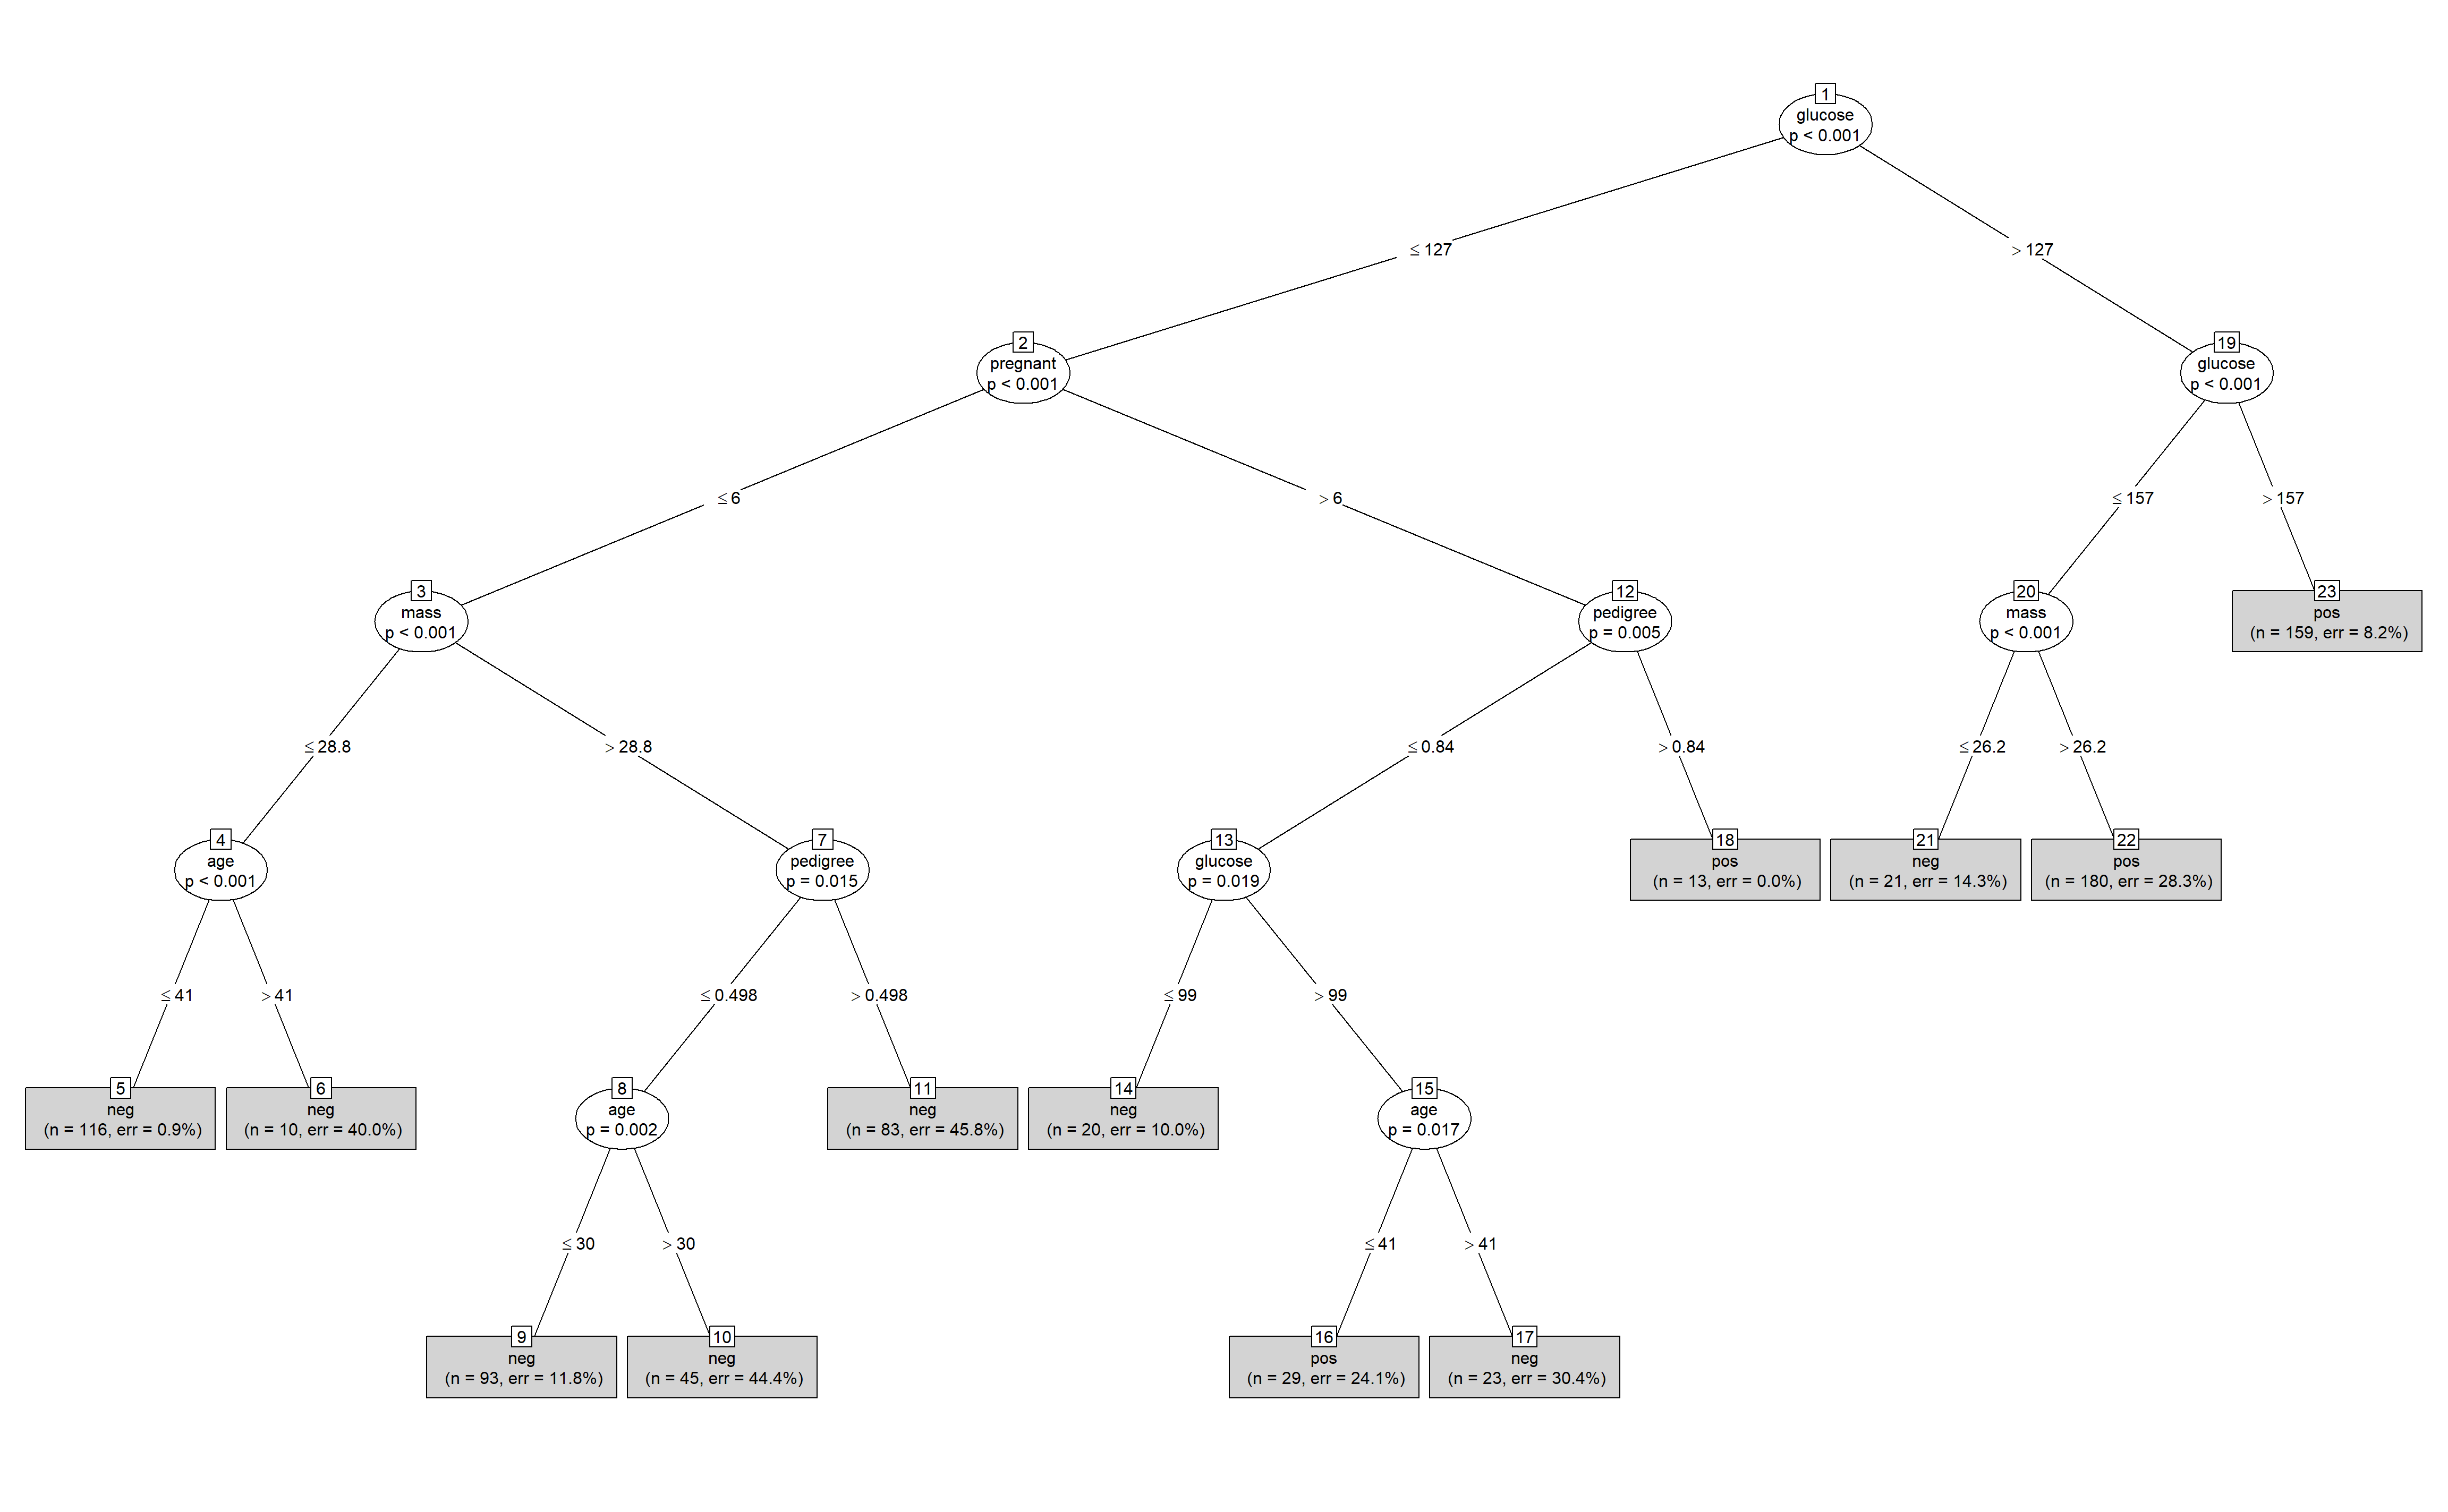 1
glucose
p < 0.001
≤ 127
> 127
2
pregnant
p < 0.001
19
glucose
p < 0.001
≤ 6
> 6
≤ 157
> 157
3
mass
p < 0.001
12
pedigree
p = 0.005
20
mass
p < 0.001
23
pos
(n = 159, err = 8.2%)
≤ 28.8
> 28.8
≤ 0.84
> 0.84
≤ 26.2
> 26.2
4
age
p < 0.001
7
pedigree
p = 0.015
13
glucose
p = 0.019
18
pos
(n = 13, err = 0.0%)
21
neg
(n = 21, err = 14.3%)
22
pos
(n = 180, err = 28.3%)
≤ 41
> 41
≤ 0.498
> 0.498
≤ 99
> 99
5
neg
(n = 116, err = 0.9%)
6
neg
(n = 10, err = 40.0%)
8
age
p = 0.002
11
neg
(n = 83, err = 45.8%)
14
neg
(n = 20, err = 10.0%)
15
age
p = 0.017
≤ 30
> 30
≤ 41
> 41
9
neg
(n = 93, err = 11.8%)
10
neg
(n = 45, err = 44.4%)
16
pos
(n = 29, err = 24.1%)
17
neg
(n = 23, err = 30.4%)